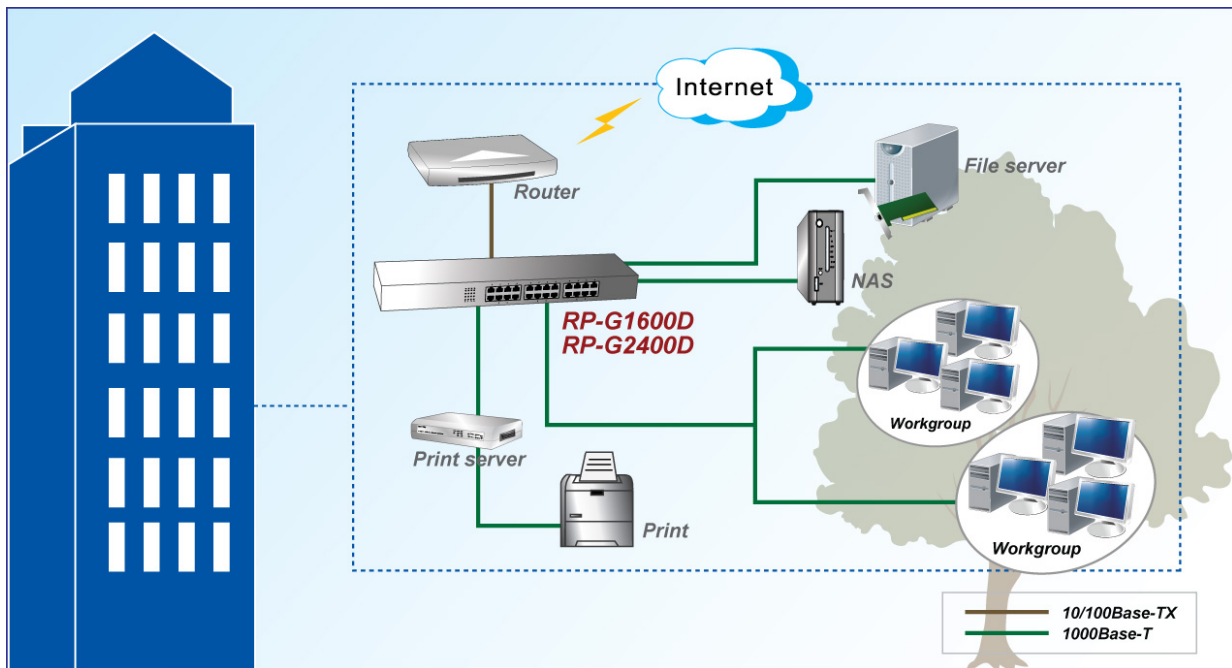 Internet
File server
Router
NAS
RP-G1600D
RP-G2400D
Workgroup
Print server
Print
Workgroup
10/100Base-TX
1000Base-T